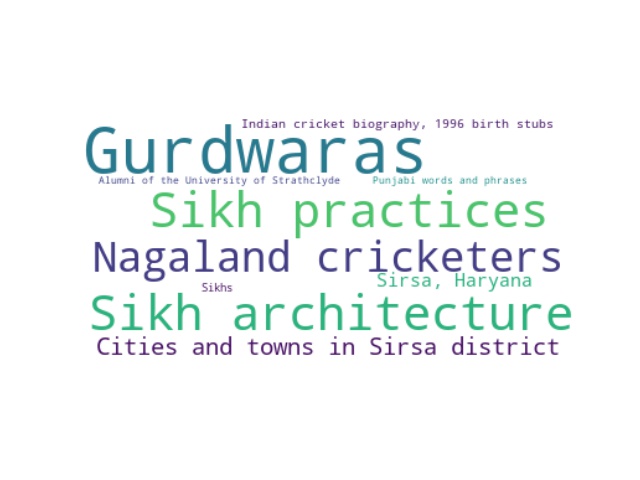 Indian cricket biography, 1996 birth stubs
Gurdwaras
Alumni of the University of Strathclyde
Punjabi words and phrases
Sikh practices
Nagaland cricketers
Sirsa, Haryana
Sikhs
Sikh architecture
Cities and towns in Sirsa district